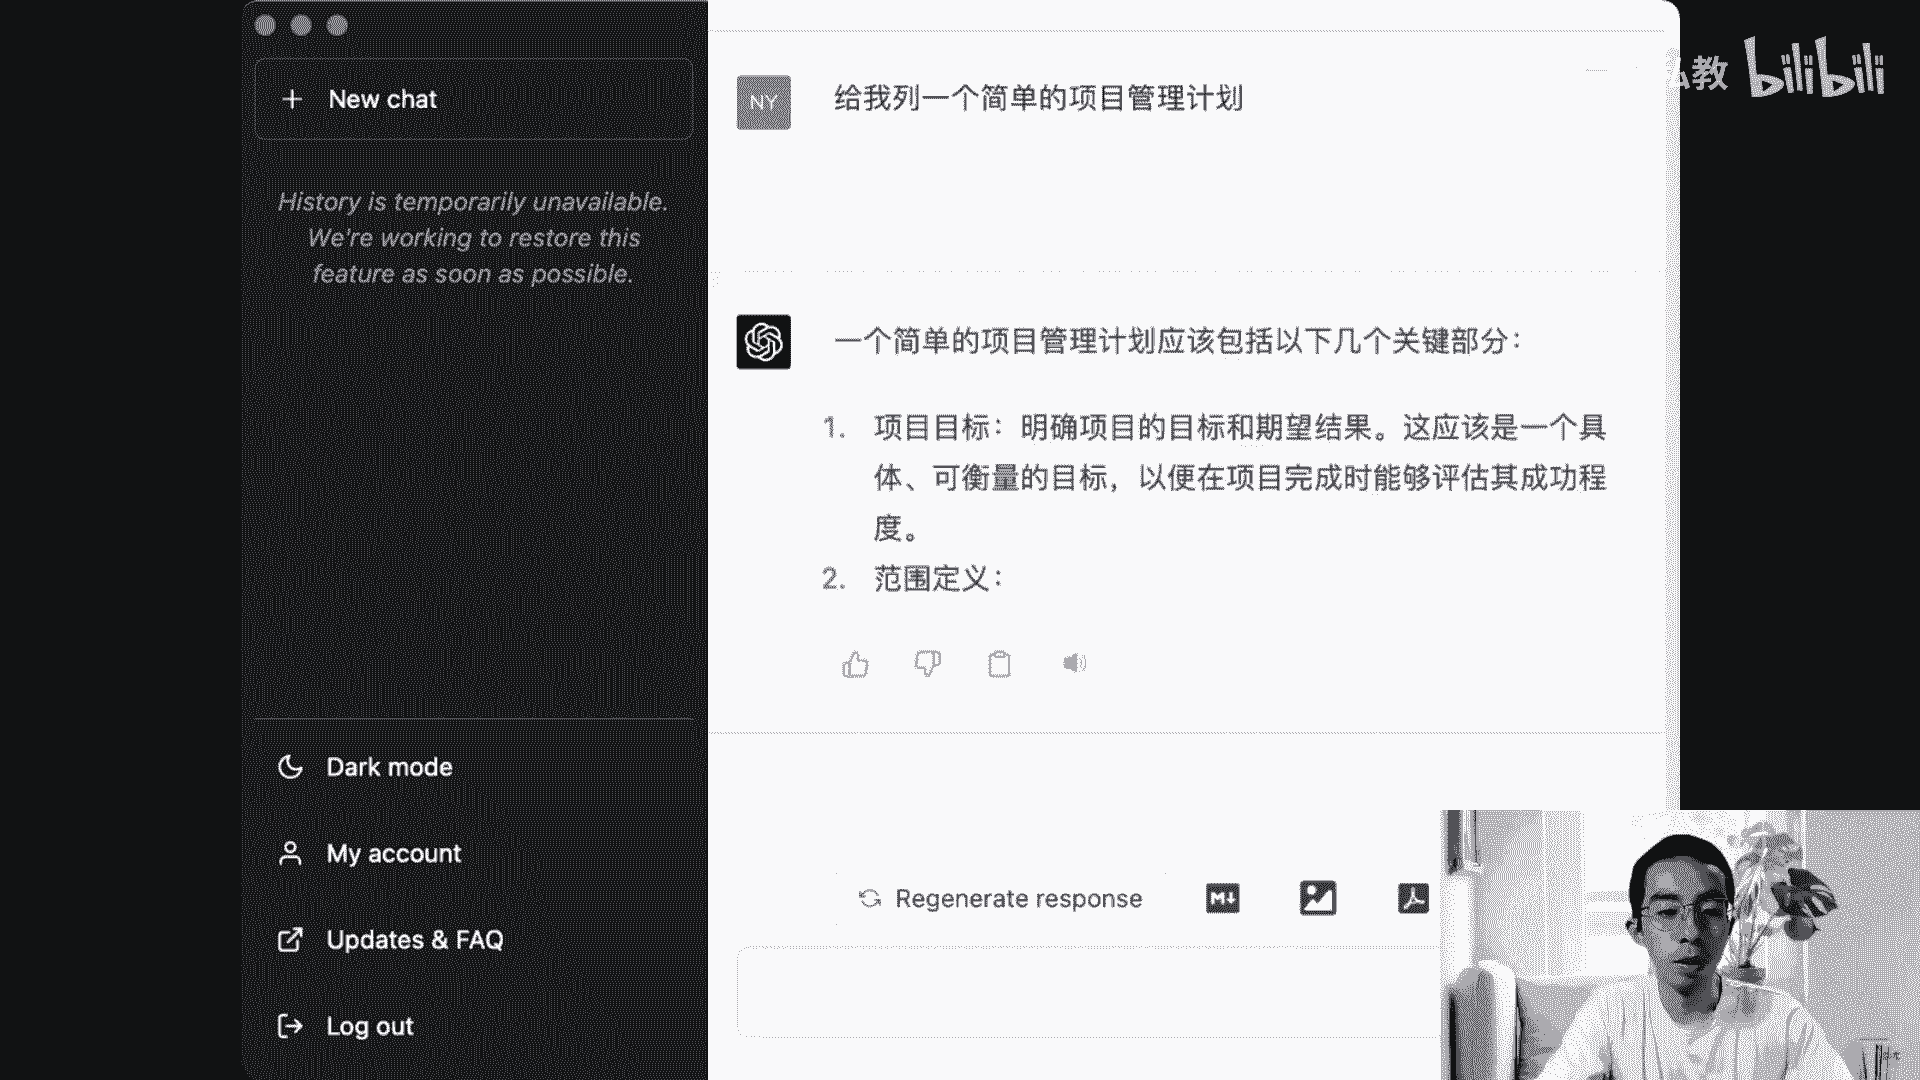 New chat
History is temporarily unavailable.
We're working to restore this
feature as soon as possible.
Dark mode
My account
Updates & FAQ
Log out
NY
给我列一个简单的项目管理计划
一个简单的项目管理计划应该包括以下几个关键部分：
1. 项目目标：明确项目的目标和期望结果。这应该是一个具
体、可衡量的目标，以便在项目完成时能够评估其成功程
度。
2. 范围定义：
Regenerate response
M↓
教 bilibili